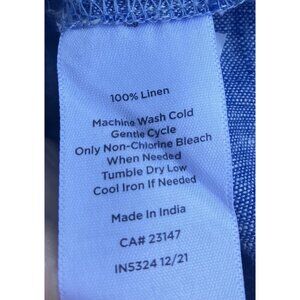 100% Linen
Machine Wash Cold
Gentle Cycle
Only Non-Chlorine Bleach
When Needed
Tumble Dry Low
Cool Iron If Needed
Made In India
CA# 23147
IN5324 12/21